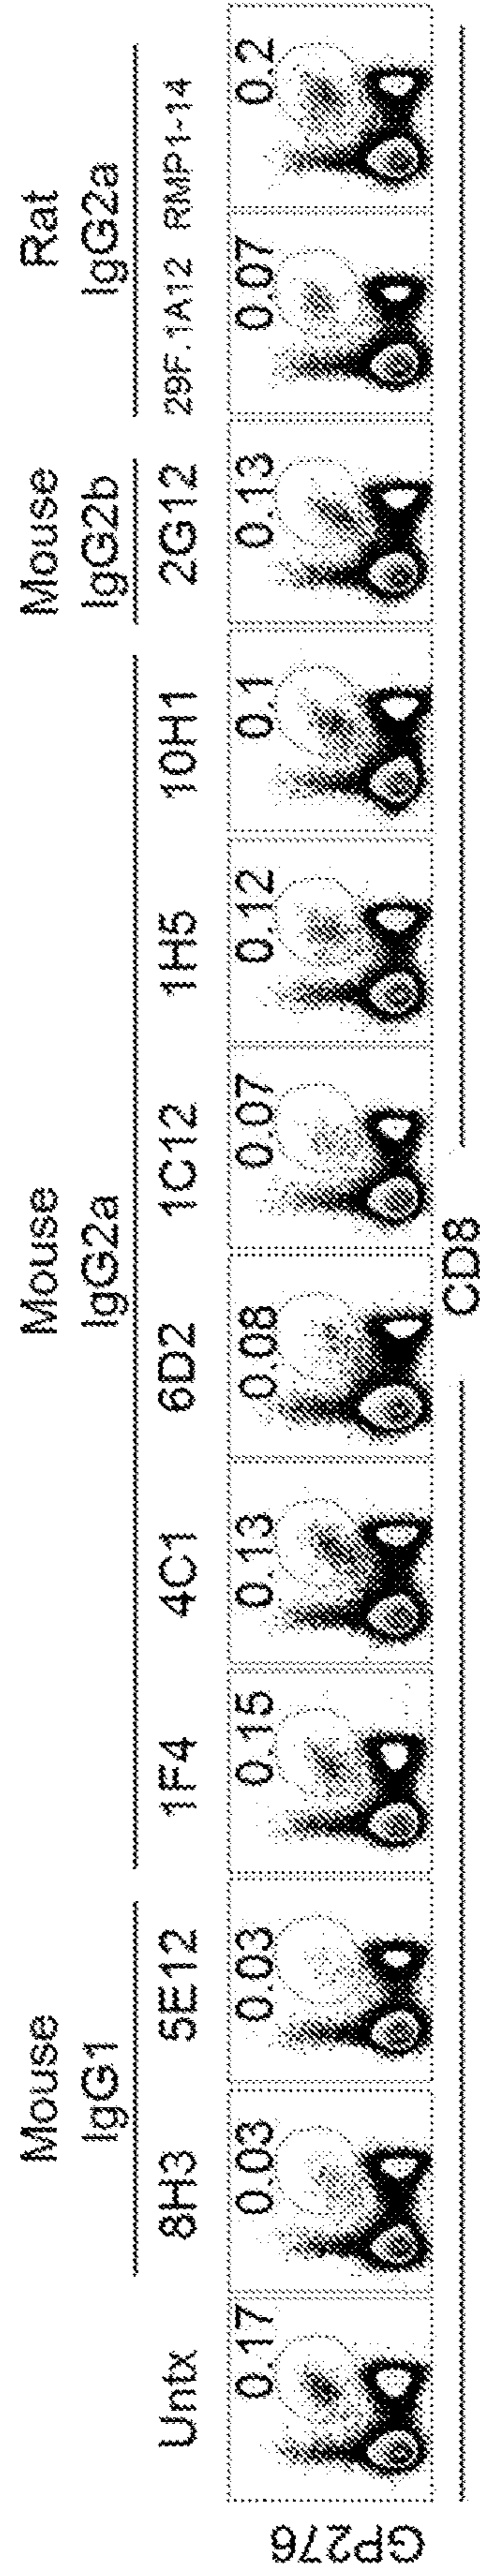 Mouse Mouse Mouse Rat
IgG1 IgG2a IgG2b IgG2a
Untx 8H3 5E12 1F4 4C1 6D2 1C12 1H5 10H1 2G12 29F.1A12 RMP1-14
0.17 0.03 0.03 0.15 0.13 0.08 0.07 0.12 0.1 0.13 0.07 0.2
GP276
CD8